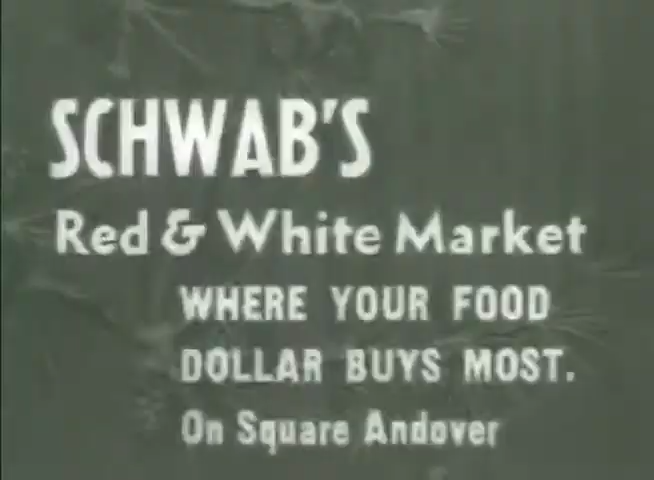 SCHWAB'S
Red & White Market
WHERE YOUR FOOD
DOLLAR BUYS MOST.
On Square Andover